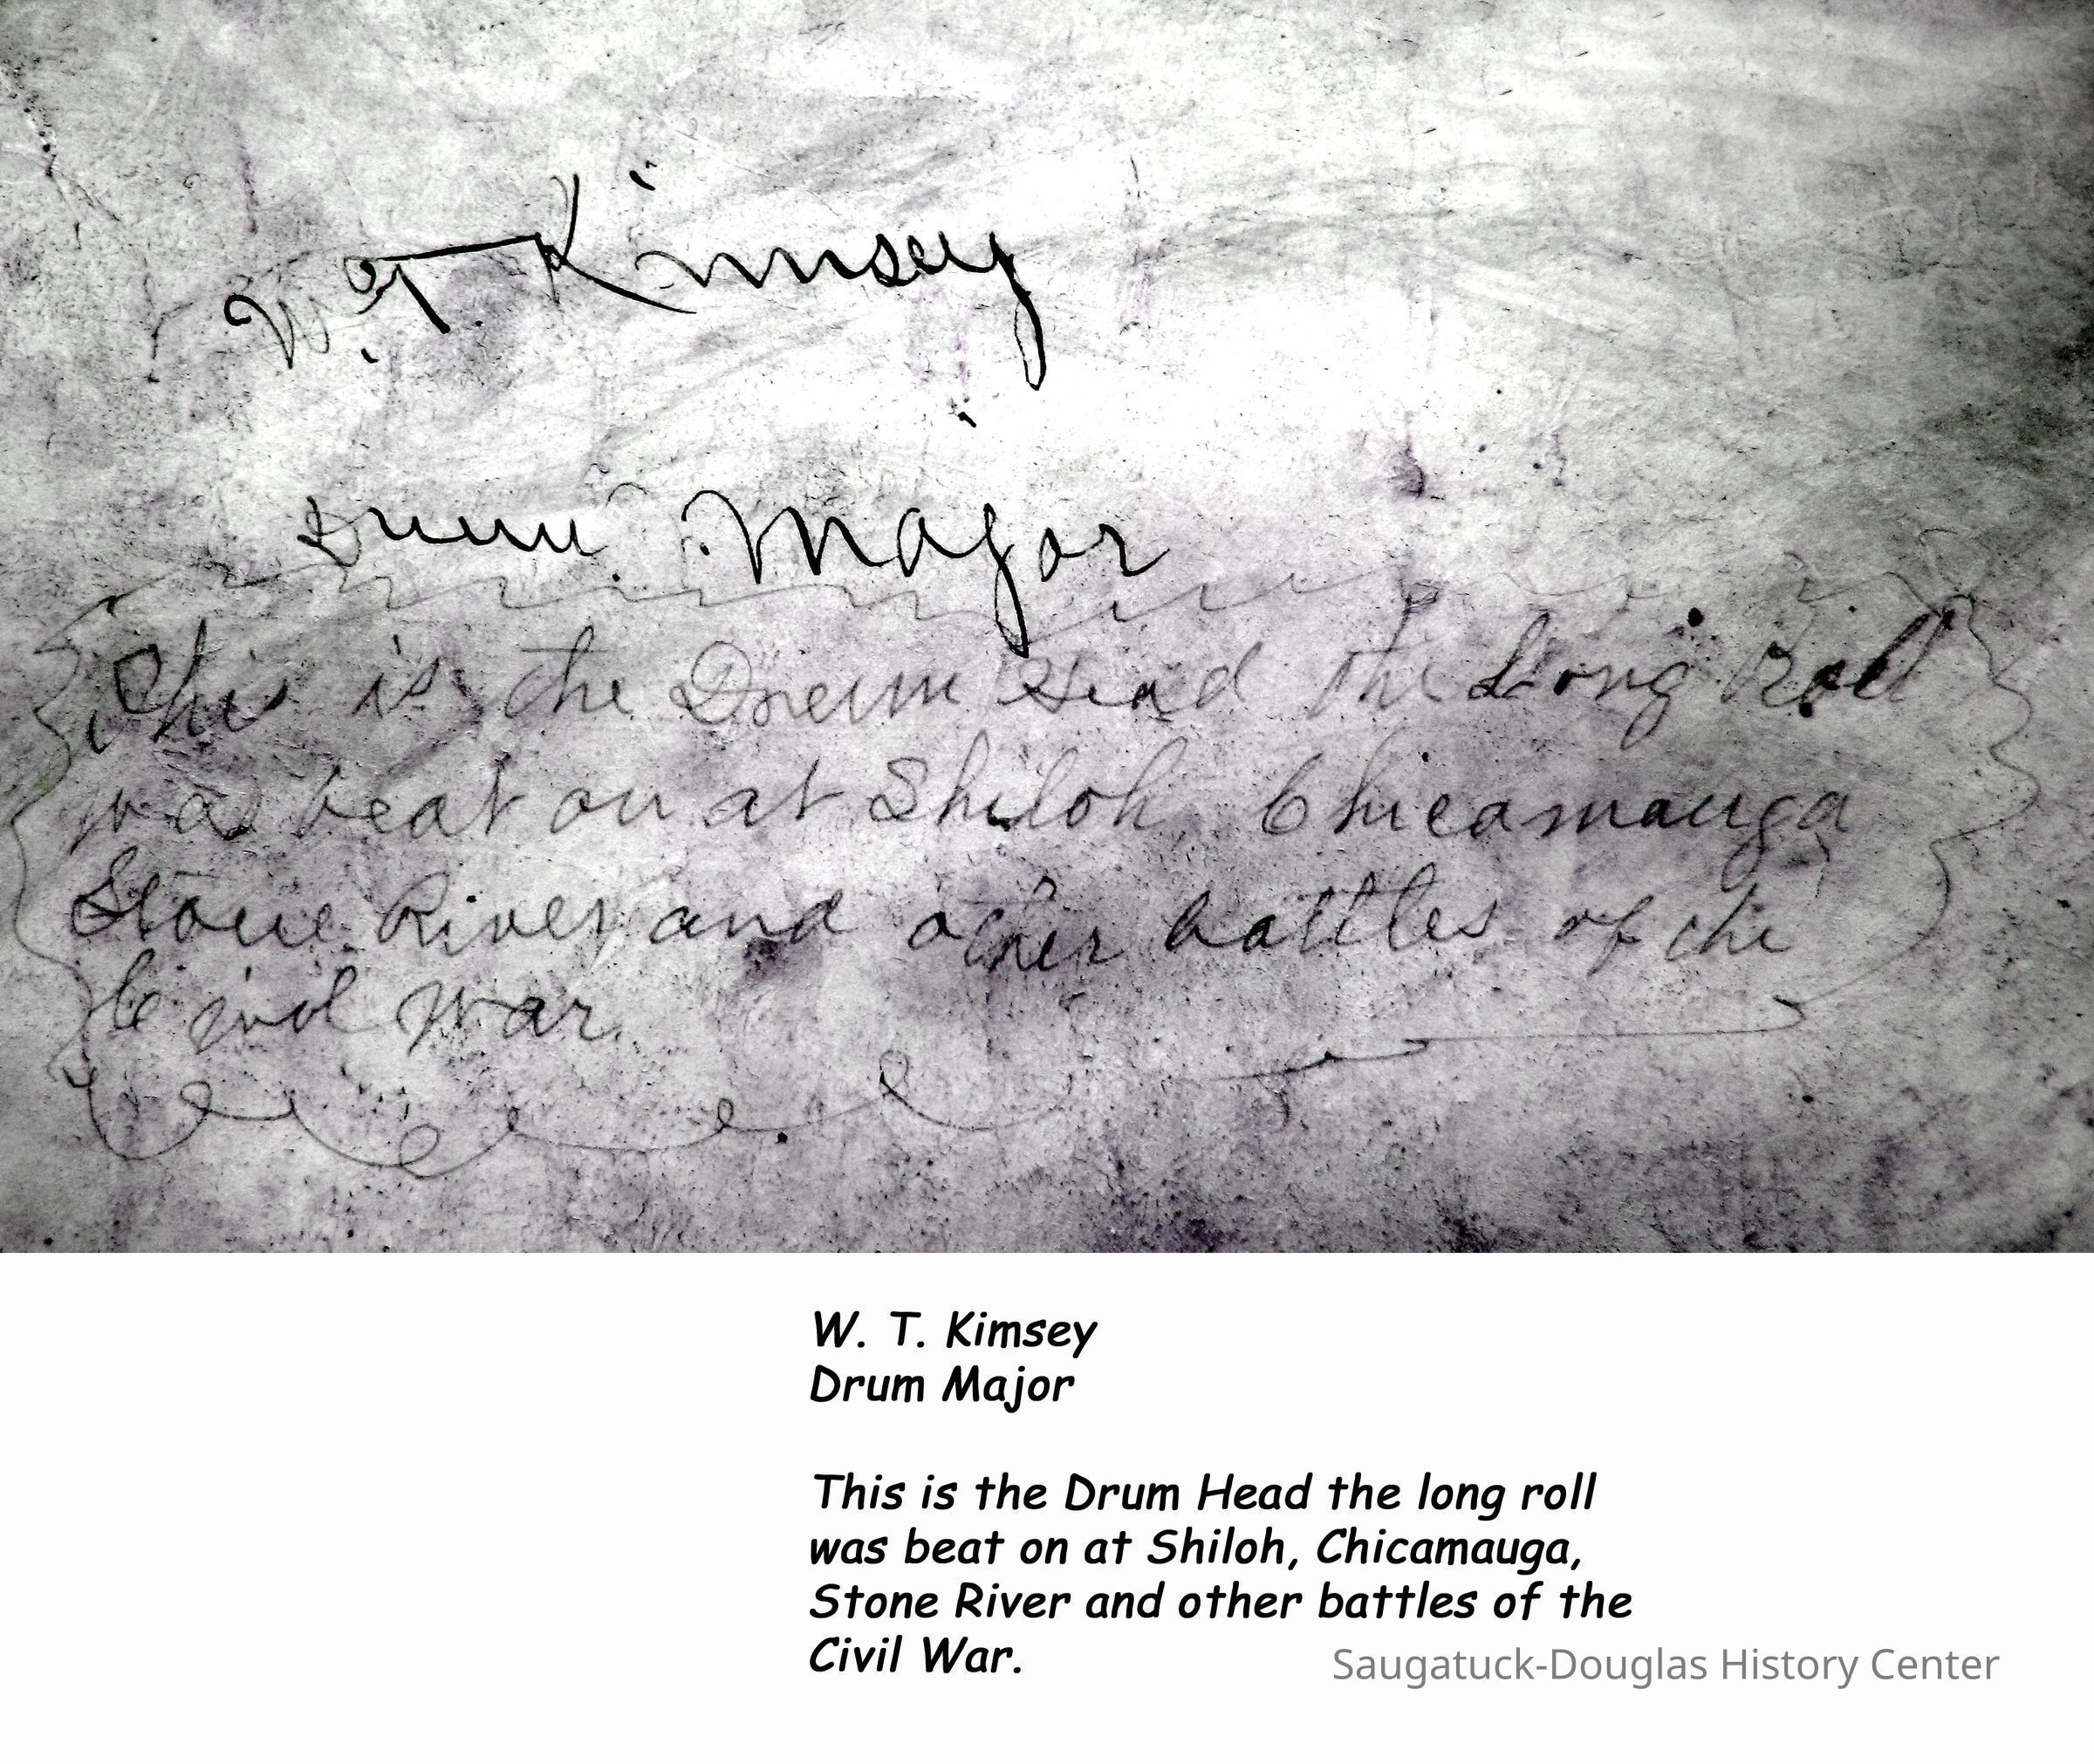 W. T. Kimsey
Drum Major
This is the Drum Head the Long Roll
was beat on at Shiloh Chicamauga
Stone River and other battles of the
Civil War.
W. T. Kimsey
Drum Major
This is the Drum Head the long roll
was beat on at Shiloh, Chicamauga,
Stone River and other battles of the
Civil War.
Saugatuck-Douglas History Center